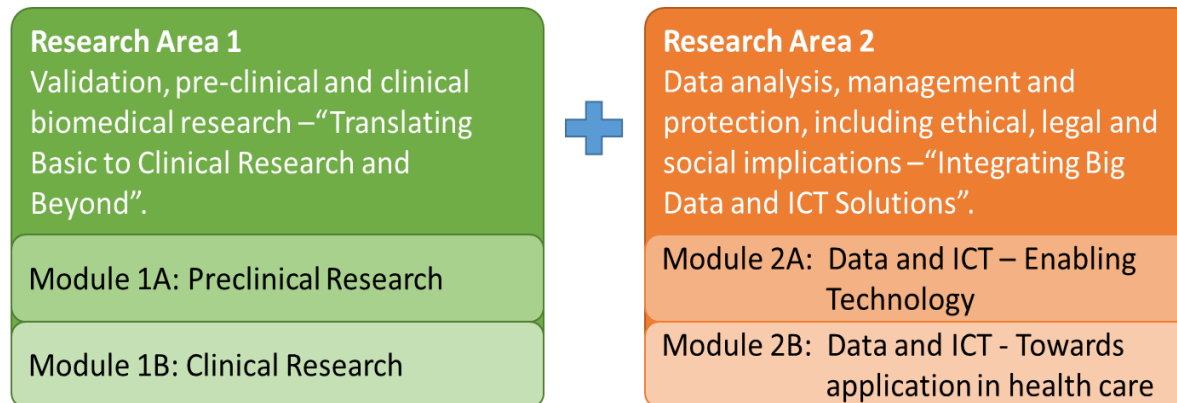 Research Area 1
Validation, pre-clinical and clinical
biomedical research –“Translating
Basic to Clinical Research and
Beyond”.
Module 1A: Preclinical Research
Module 1B: Clinical Research
Research Area 2
Data analysis, management and
protection, including ethical, legal and
social implications –“Integrating Big
Data and ICT Solutions”.
Module 2A: Data and ICT – Enabling
Technology
Module 2B: Data and ICT - Towards
application in health care